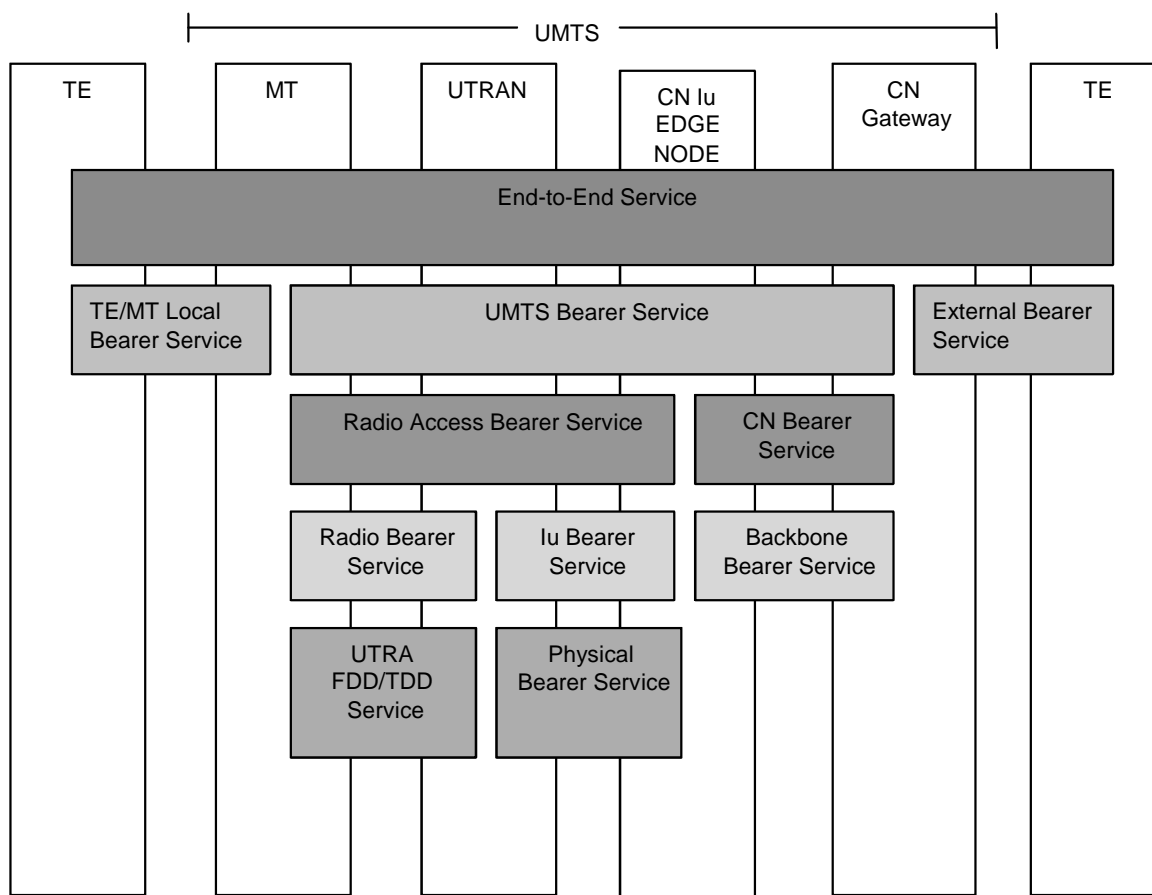 UMTS
TE
MT
UTRAN
CN Iu
EDGE
NODE
CN
Gateway
TE
End-to-End Service
TE/MT Local
Bearer Service
UMTS Bearer Service
External Bearer
Service
Radio Access Bearer Service
CN Bearer
Service
Radio Bearer
Service
Iu Bearer
Service
Backbone
Bearer Service
UTRA
FDD/TDD
Service
Physical
Bearer Service